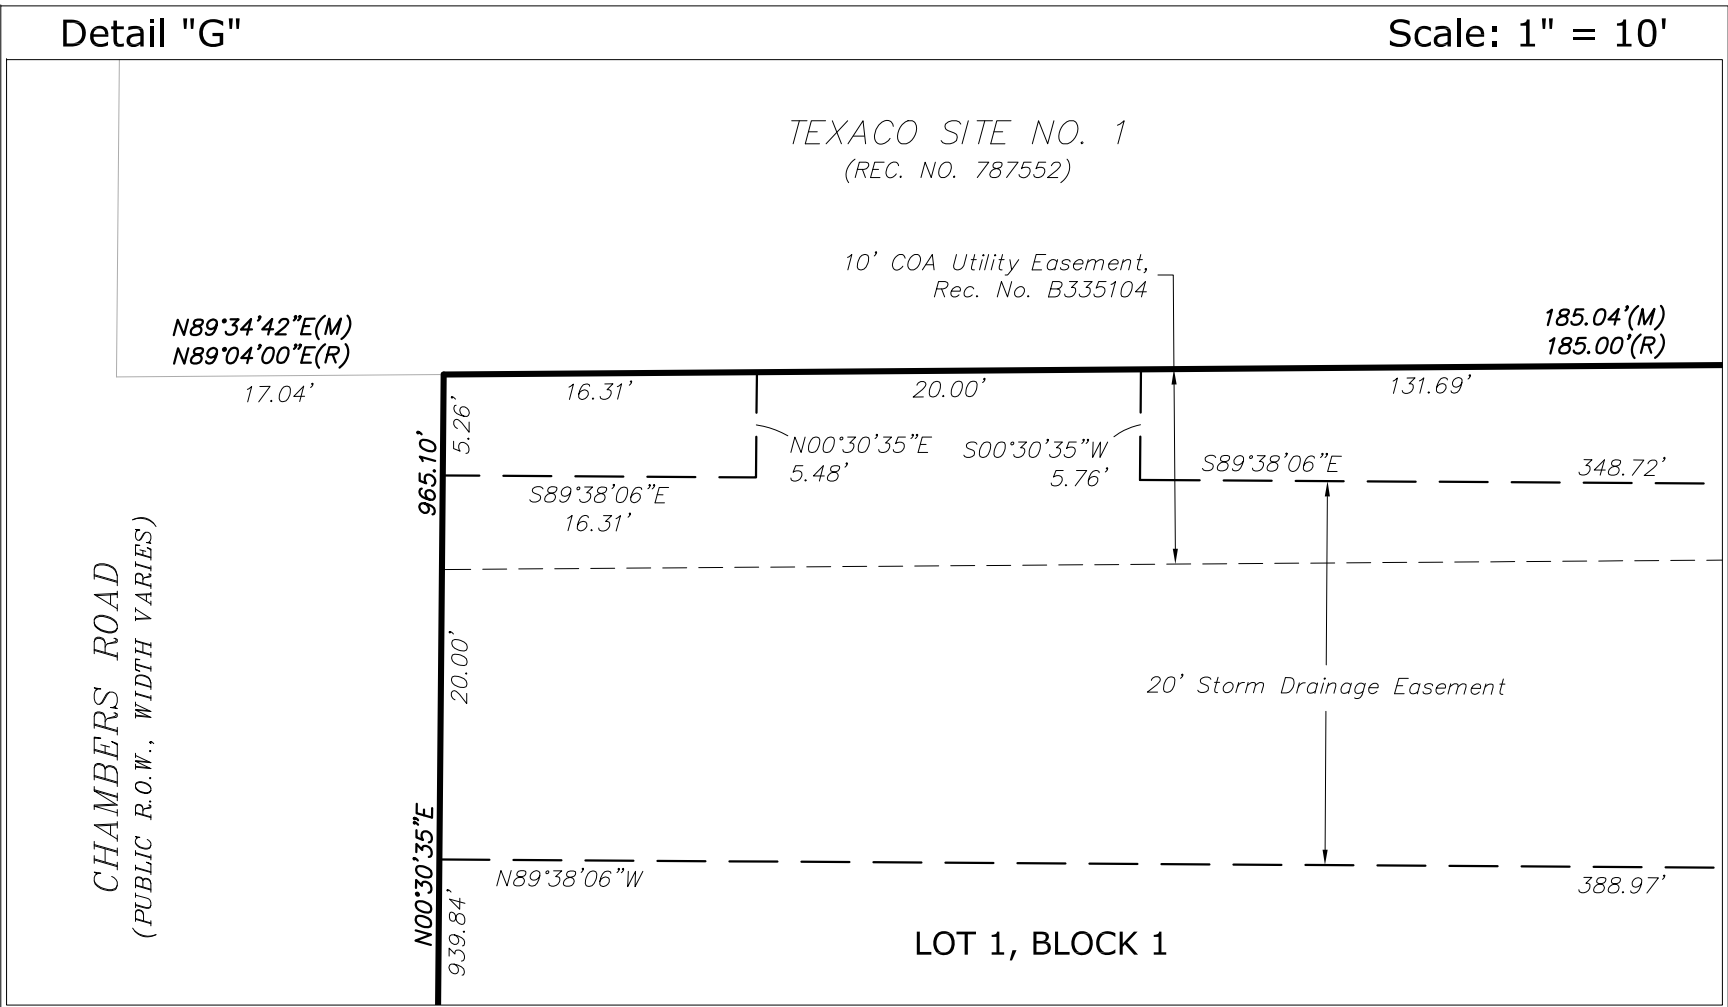 Detail "G"
Scale: 1" = 10'
TEXACO SITE NO. 1
(REC. NO. 787552)
10' COA Utility Easement,
Rec. No. B335104
N89°34'42"E(M)
N89°04'00"E(R)
185.04'(M)
185.00'(R)
17.04'
16.31'
20.00'
131.69'
5.26'
965.10'
N00°30'35"E
5.48'
S00°30'35"W
5.76'
S89°38'06"E
348.72'
S89°38'06"E
16.31'
CHAMBERS ROAD
(PUBLIC R.O.W., WIDTH VARIES)
20.00'
20' Storm Drainage Easement
N00°30'35"E
939.84'
N89°38'06"W
388.97'
LOT 1, BLOCK 1